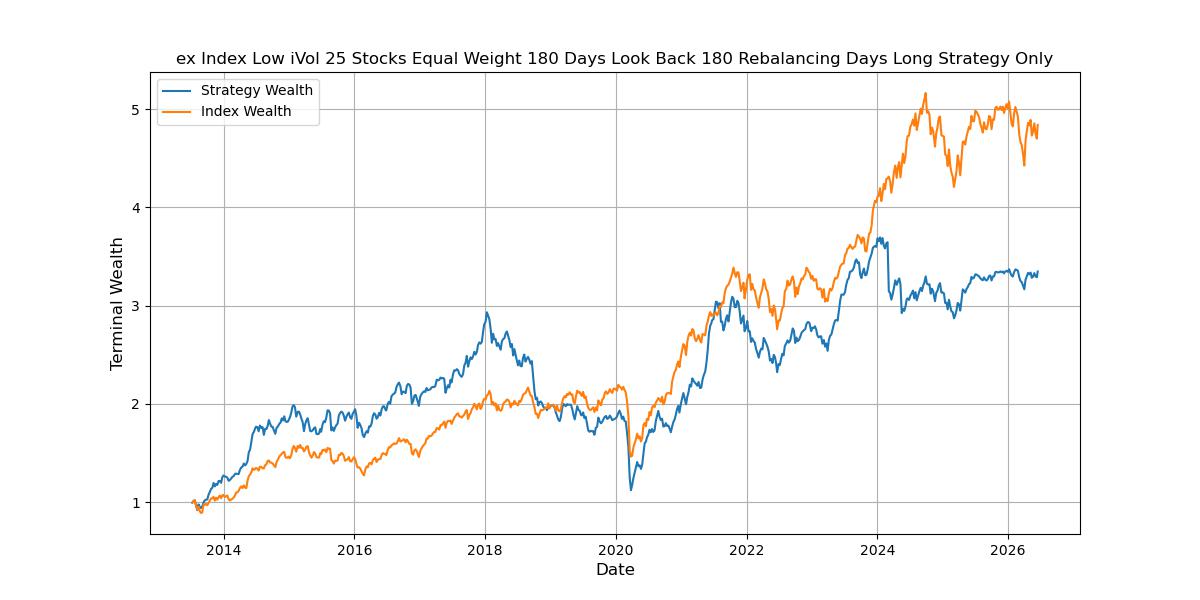 ex Index Low iVol 25 Stocks Equal Weight 180 Days Look Back 180 Rebalancing Days Long Strategy Only
Strategy Wealth
Index Wealth
Terminal Wealth
5
4
3
2
1
2014 2016 2018 2020 2022 2024 2026
Date